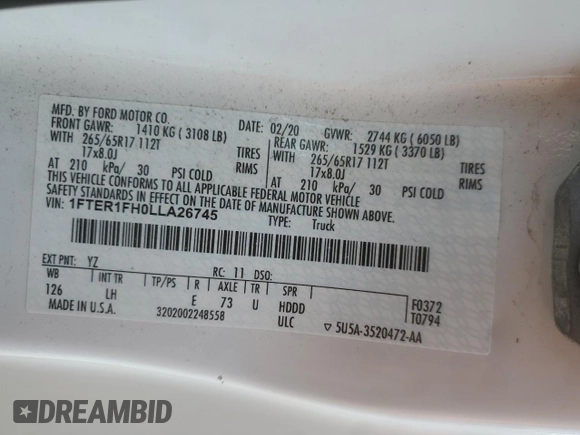 MFD. BY FORD MOTOR CO.
02/20 GVWR: 2744 KG ( 6050 LB)
FRONT GAWR: 1410 KG ( 3108 LB) REAR GAWR: 1529 KG ( 3370 LB)
WITH 265/65R17 112T TIRES WITH 265/65R17 112T TIRES
17x8.0J 17x8.0J
AT 210 kPa/ 30 PSI COLD AT 210 kPa/ 30 PSI COLD
THIS VEHICLE CONFORMS TO ALL APPLICABLE FEDERAL MOTOR VEHICLE
SAFETY STANDARDS IN EFFECT ON THE DATE OF MANUFACTURE SHOWN ABOVE.
VIN: 1FTER1FH0LLA26745
TYPE: Truck
EXT PNT: YZ RC: 11 DSO:
WB INT TR TP/PS R AXLE TR SPR
126 LH E 73 U HDDD F0372
ULC T0794
MADE IN U.S.A. 3202002248558 5U5A-3520472-AA
DREAMBID